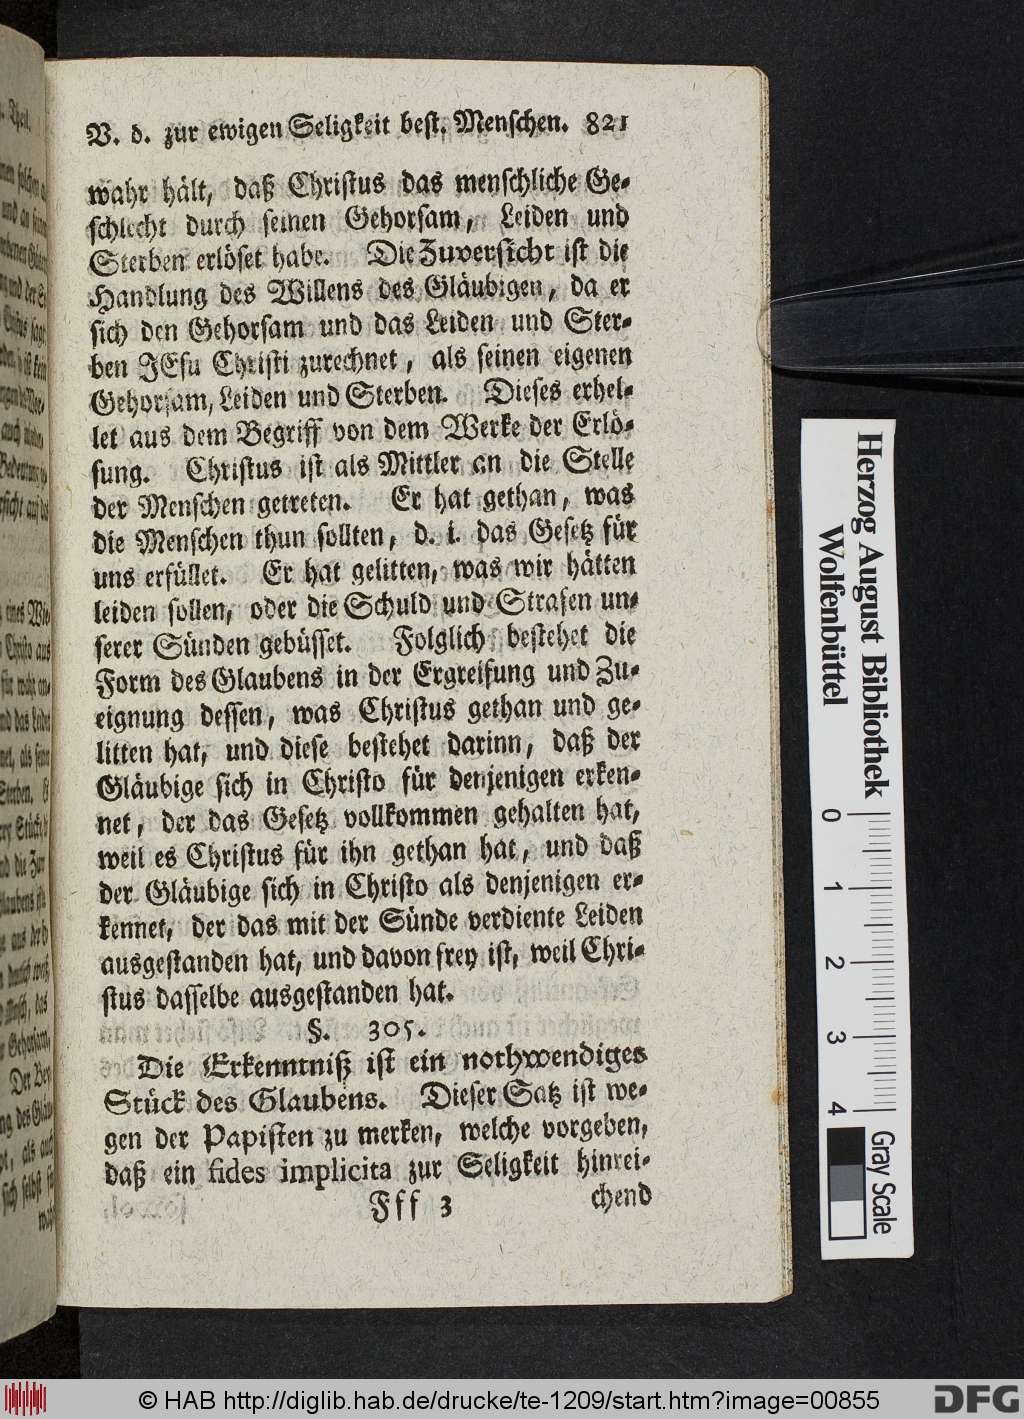 V. d. zur ewigen Seligkeit best. Menschen. 821
wahr hält, daß Christus das menschliche Ge-
schlecht durch seinen Gehorsam, Leiden und
Sterben erlöset habe. Die Zuversicht ist die
Handlung des Willens des Gläubigen, da er
sich den Gehorsam und das Leiden und Ster-
ben JEsu Christi zurechnet, als seinen eigenen
Gehorsam, Leiden und Sterben. Dieses erhel-
let aus dem Begriff von dem Werke der Erlö-
sung. Christus ist als Mittler an die Stelle
der Menschen getreten. Er hat gethan, was
die Menschen thun sollten, d. i. das Gesetz für
uns erfüllet. Er hat gelitten, was wir hätten
leiden sollen, oder die Schuld und Strafen un-
serer Sünden gebüsset. Folglich bestehet die
Form des Glaubens in der Ergreifung und Zu-
eignung dessen, was Christus gethan und ge-
litten hat, und diese bestehet darinn, daß der
Gläubige sich in Christo für denjenigen erken-
net, der das Gesetz vollkommen gehalten hat,
weil es Christus für ihn gethan hat, und daß
der Gläubige sich in Christo als denjenigen er-
kennet, der das mit der Sünde verdiente Leiden
ausgestanden hat, und davon frey ist, weil Chri-
stus dasselbe ausgestanden hat.
§. 305.
Die Erkenntniß ist ein nothwendiges
Stück des Glaubens. Dieser Satz ist we-
gen der Papisten zu merken, welche vorgeben,
daß ein fides implicita zur Seligkeit hinrei-
Fff 3 chend
Herzog August Bibliothek
Wolfenbüttel
0 1 2 3 4
Gray Scale
© HAB http://diglib.hab.de/drucke/te-1209/start.htm?image=00855
DFG